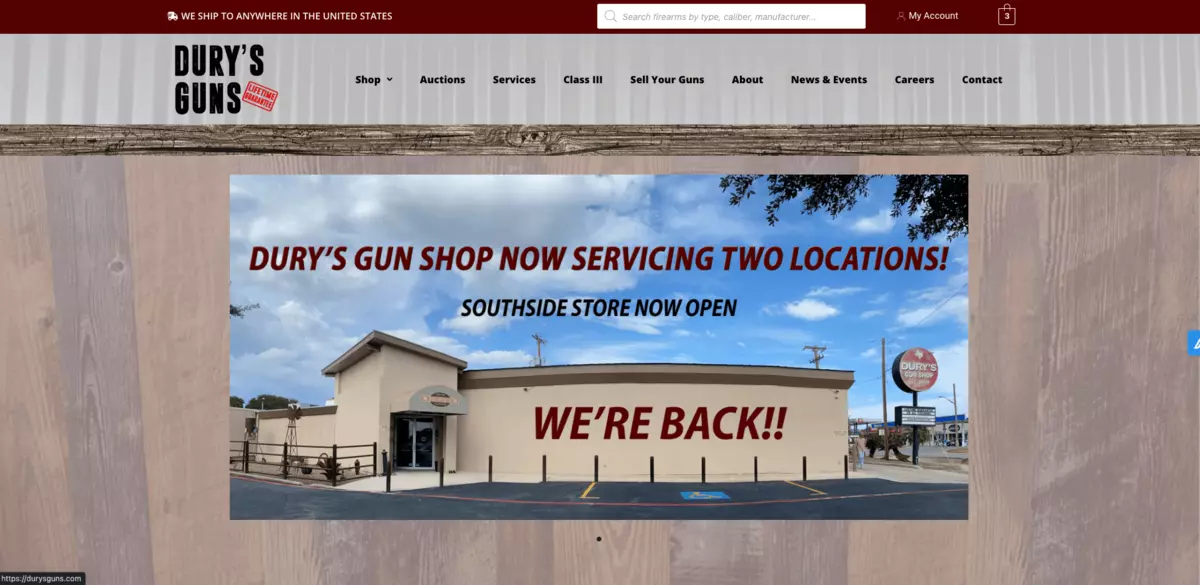 WE SHIP TO ANYWHERE IN THE UNITED STATES
Search firearms by type, caliber, manufacturer...
My Account
3
DURY'S
GUNS
LIFETIME
GUARANTEE
Shop
Auctions
Services
Class III
Sell Your Guns
About
News & Events
Careers
Contact
DURY'S GUN SHOP NOW SERVICING TWO LOCATIONS!
SOUTHSIDE STORE NOW OPEN
DURY'S
GUN SHOP
WE'RE BACK!!
https://durysguns.com